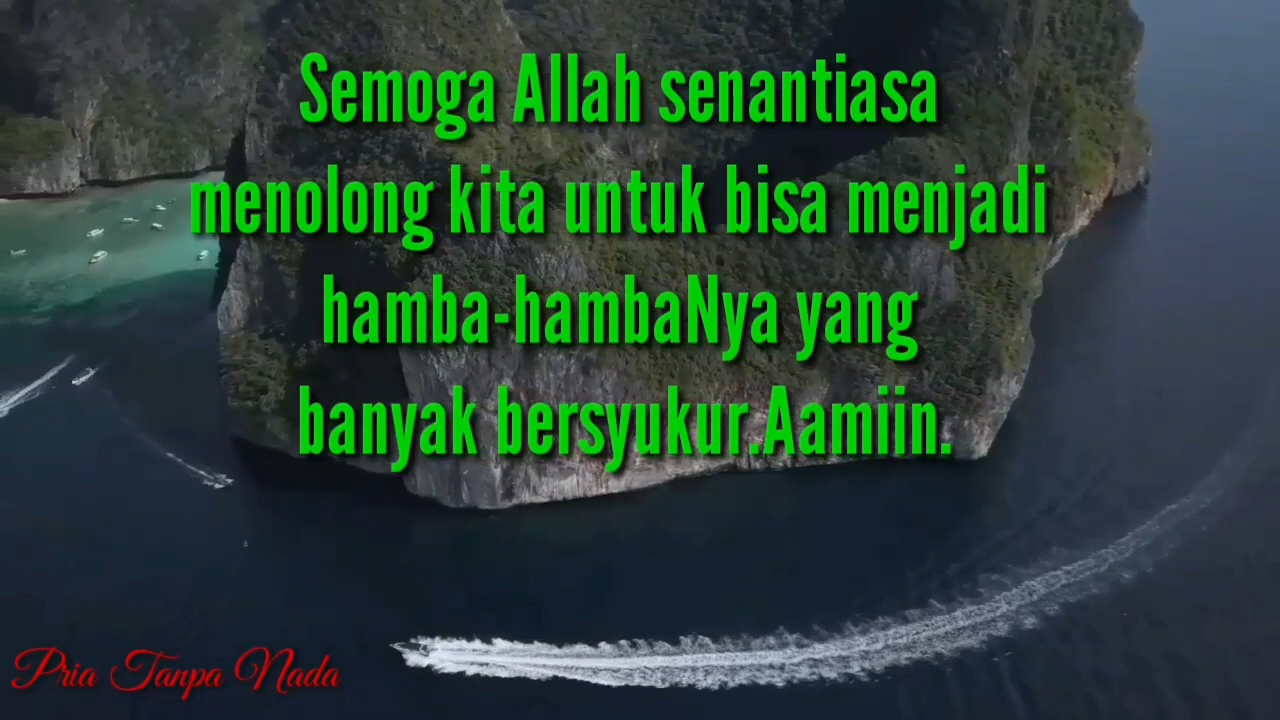 Semoga Allah senantiasa
menolong kita untuk bisa menjadi
hamba-hambaNya yang
banyak bersyukur.Aamiin.
Pria Tanpa Nada